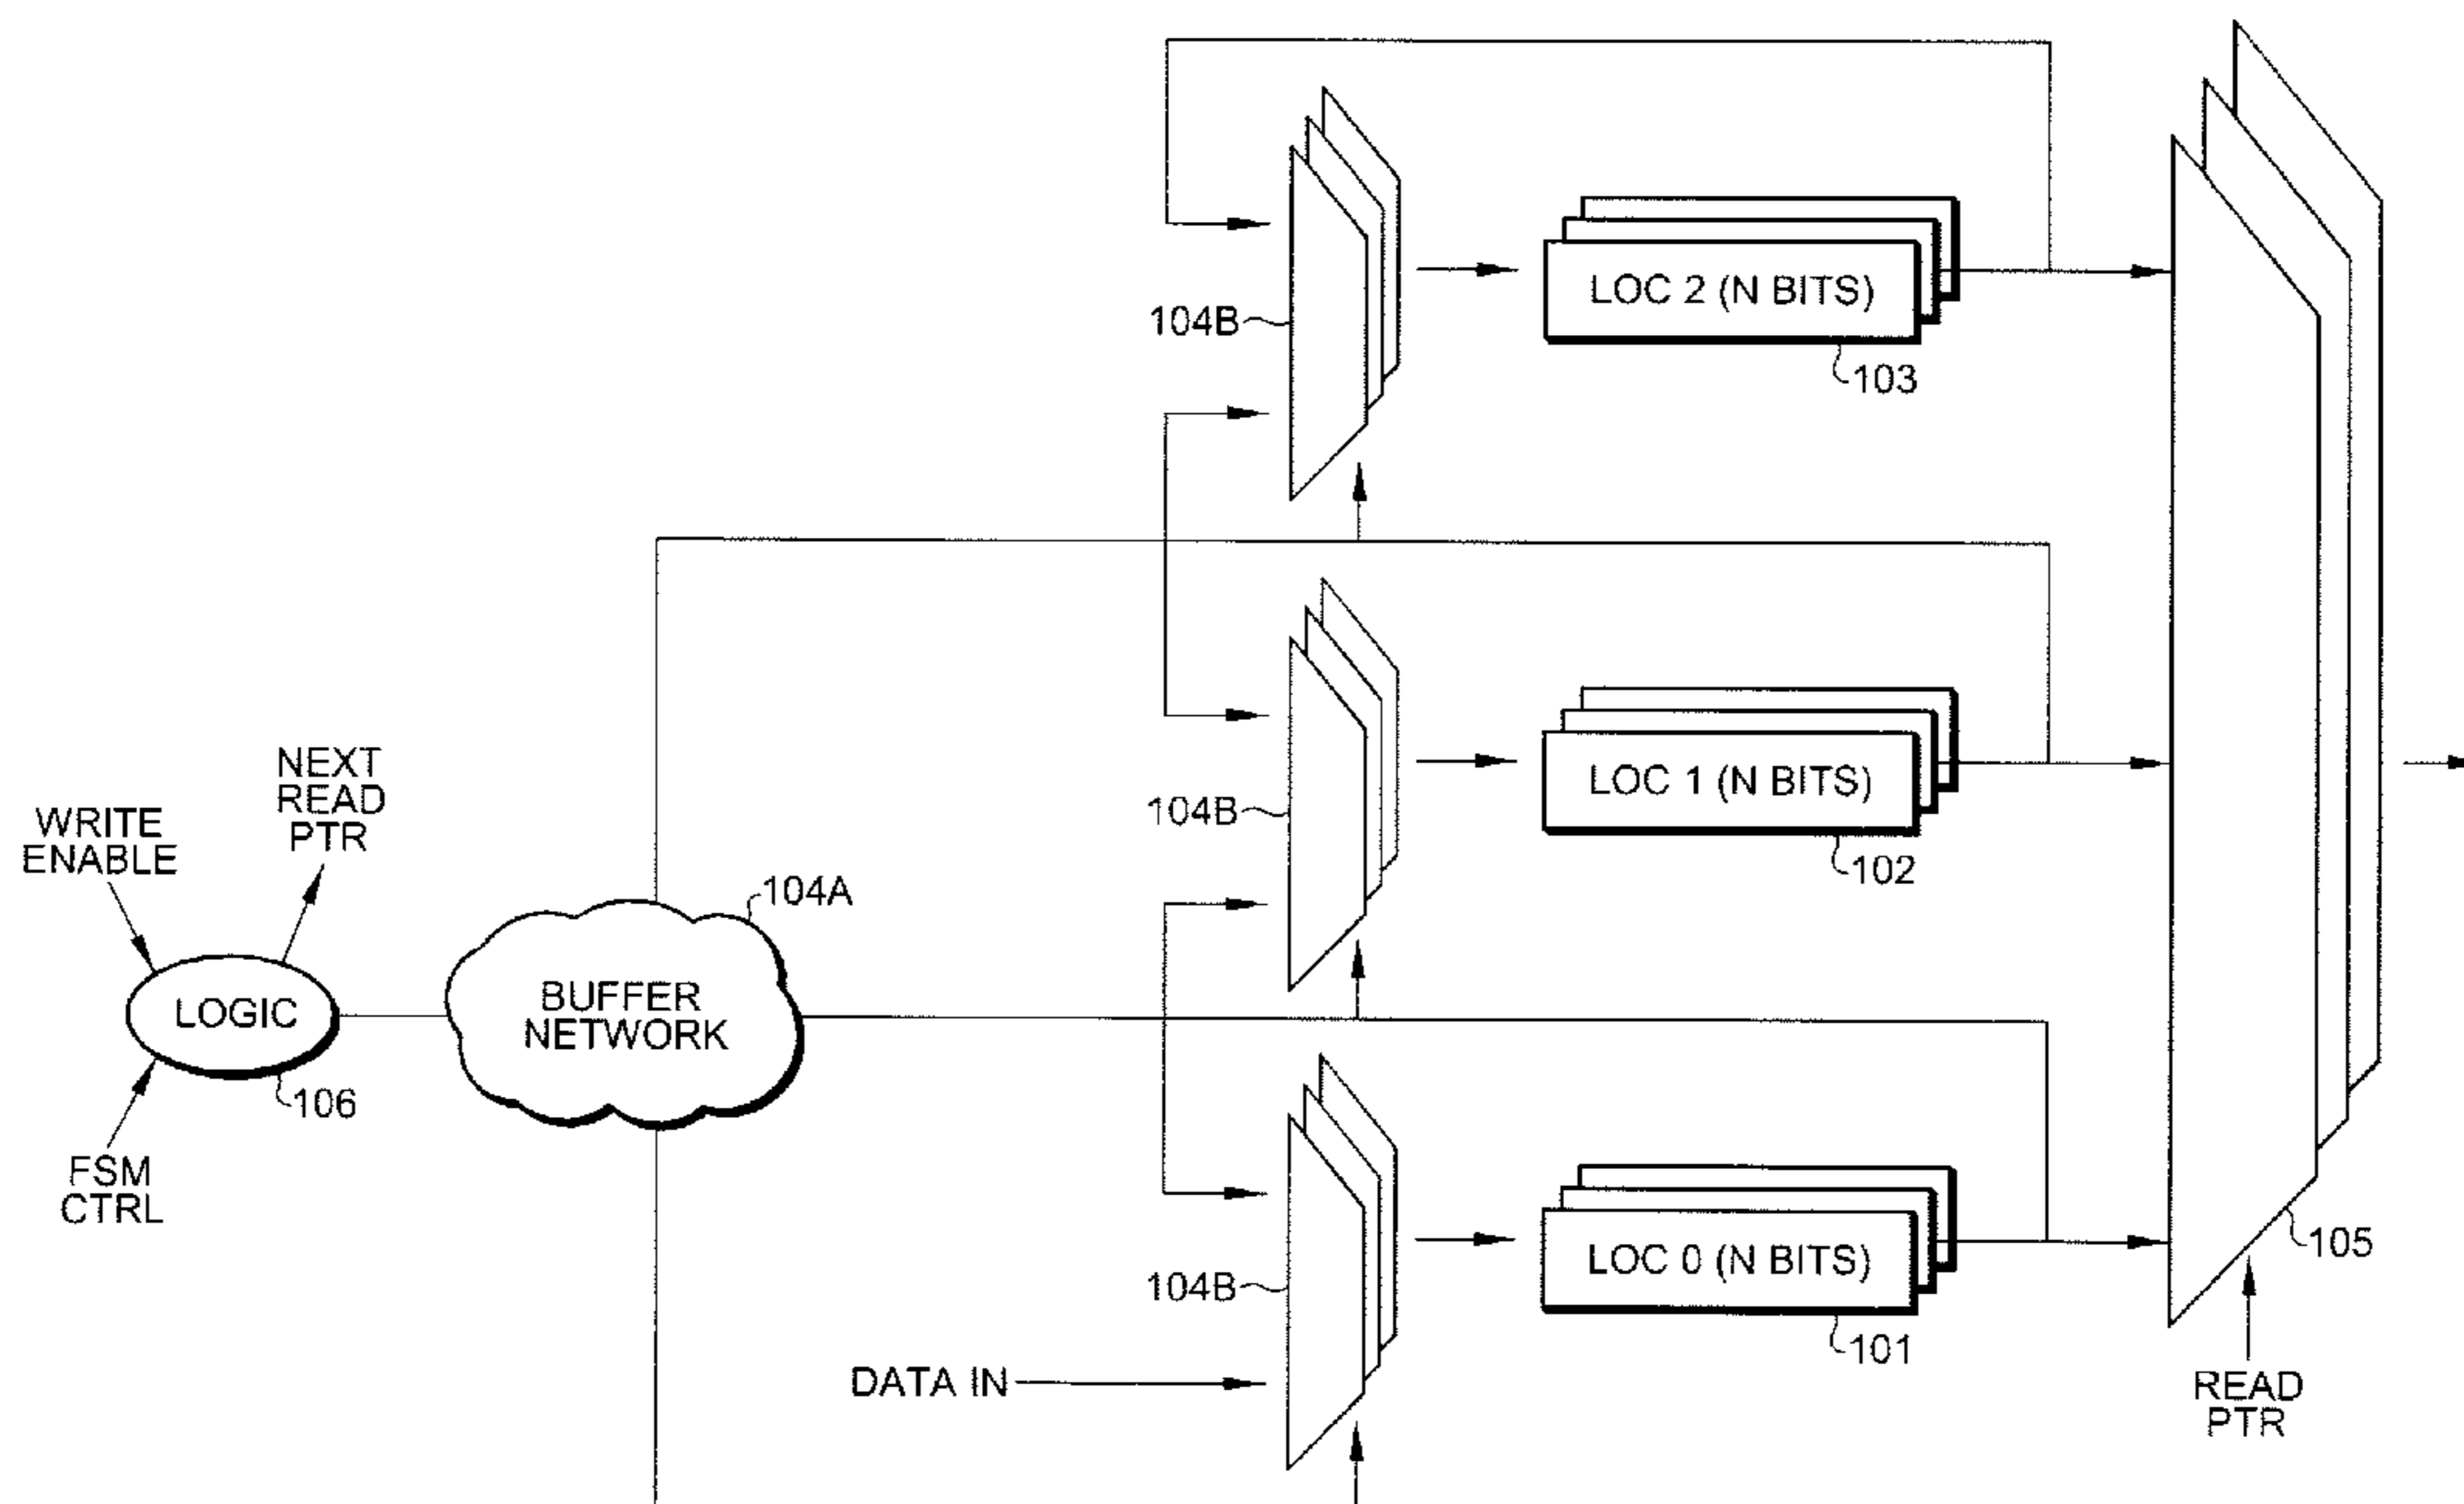 104B
LOC 2 (N BITS)
103
NEXT
READ
PTR
WRITE
ENABLE
104B
LOC 1 (N BITS)
102
104A
LOGIC
BUFFER
NETWORK
106
FSM
CTRL
104B
LOC 0 (N BITS)
101
105
DATA IN
READ
PTR